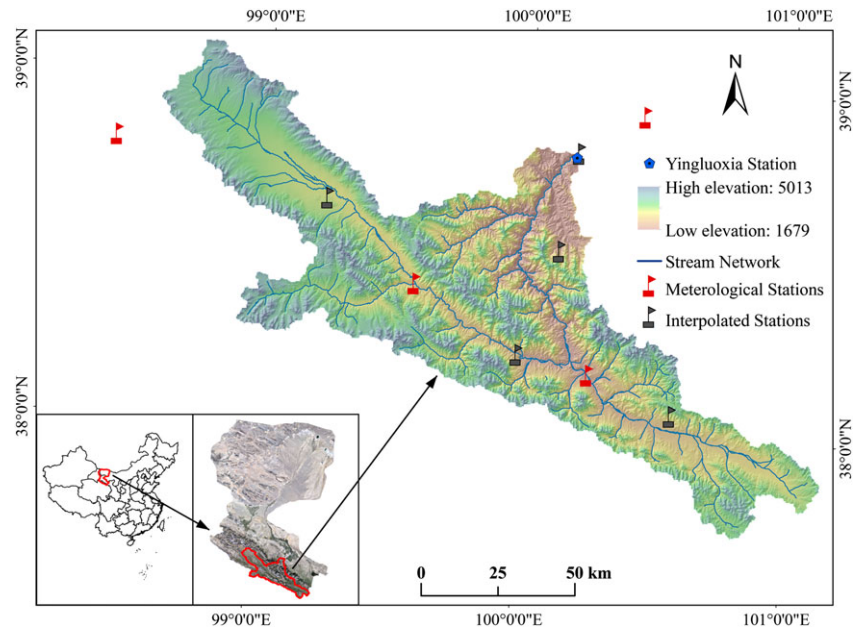 99°0'0"E 100°0'0"E 101°0'0"E
39°0'0"N
39°0'0"N
N
Yingluoxia Station
High elevation: 5013
Low elevation: 1679
Stream Network
Meterological Stations
Interpolated Stations
38°0'0"N
38°0'0"N
0 25 50 km
99°0'0"E 100°0'0"E 101°0'0"E